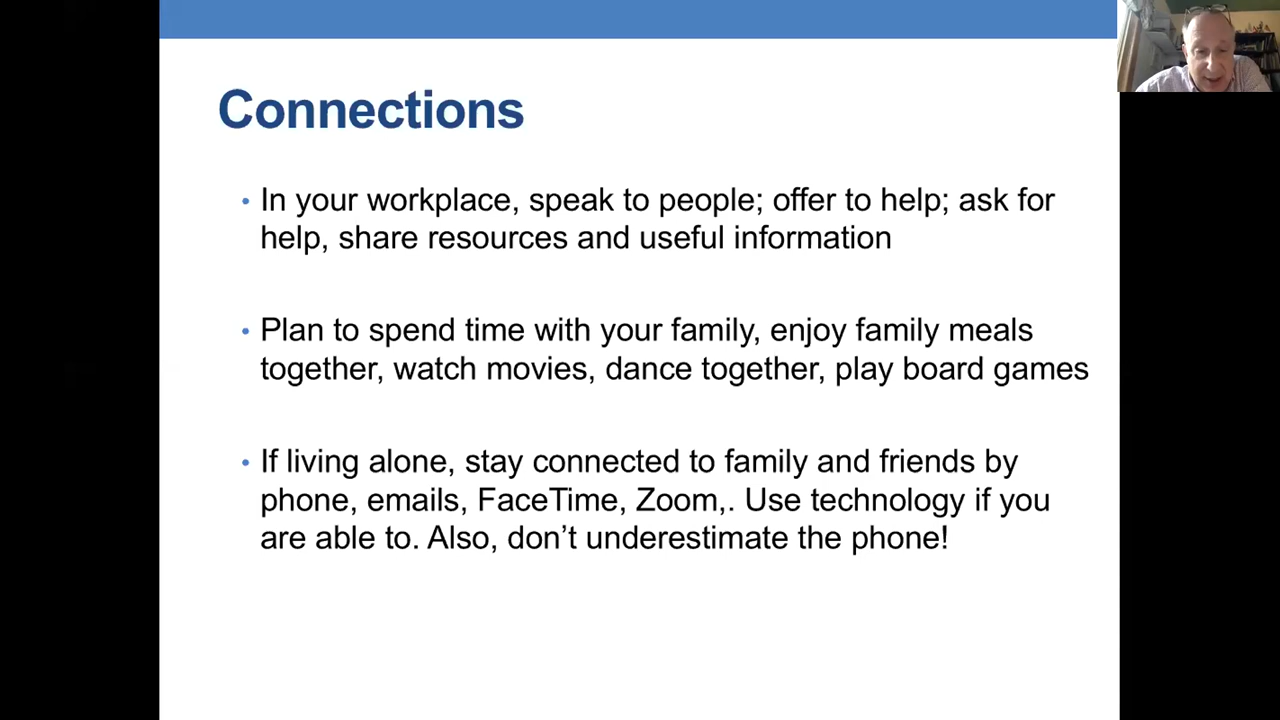 Connections
• In your workplace, speak to people; offer to help; ask for
help, share resources and useful information
• Plan to spend time with your family, enjoy family meals
together, watch movies, dance together, play board games
• If living alone, stay connected to family and friends by
phone, emails, FaceTime, Zoom,. Use technology if you
are able to. Also, don’t underestimate the phone!